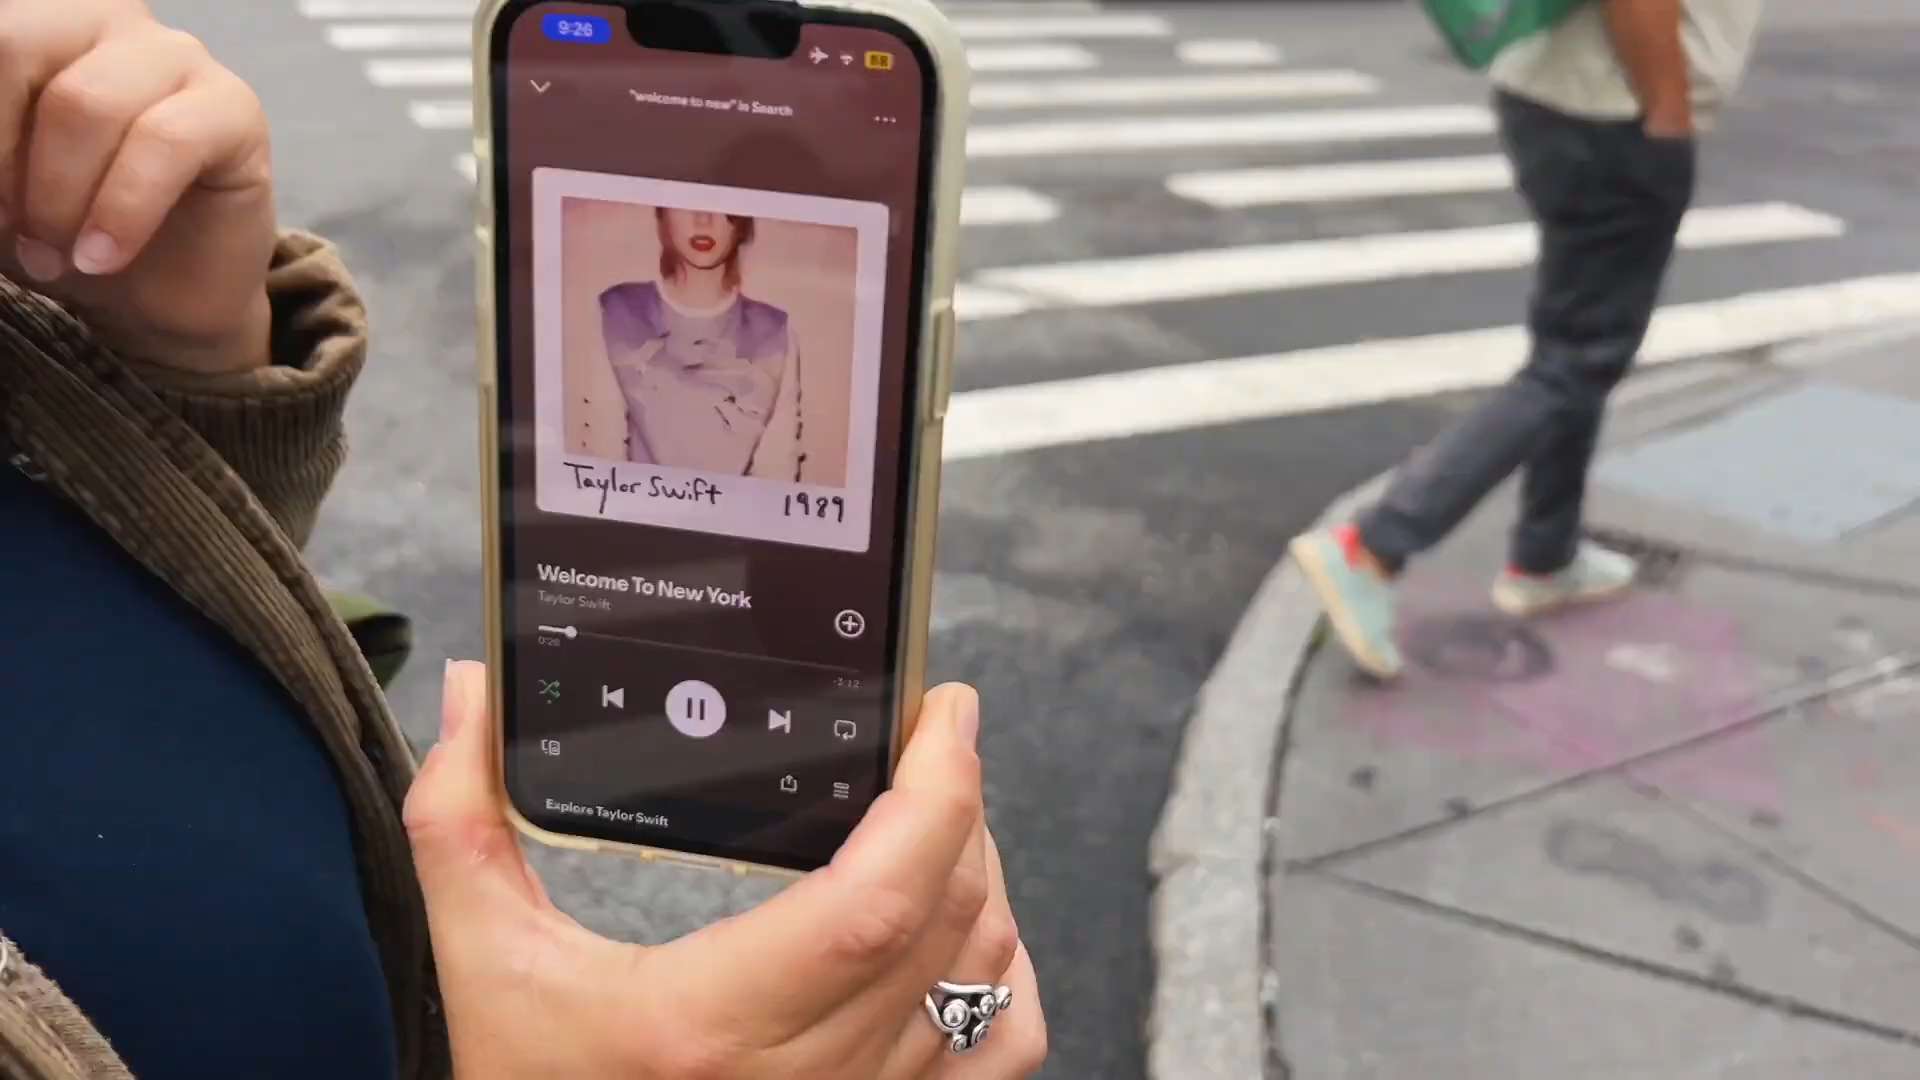 9:26
"welcome to new" in Search
Taylor Swift 1989
Welcome To New York
Taylor Swift
0:26
-3:12
Explore Taylor Swift